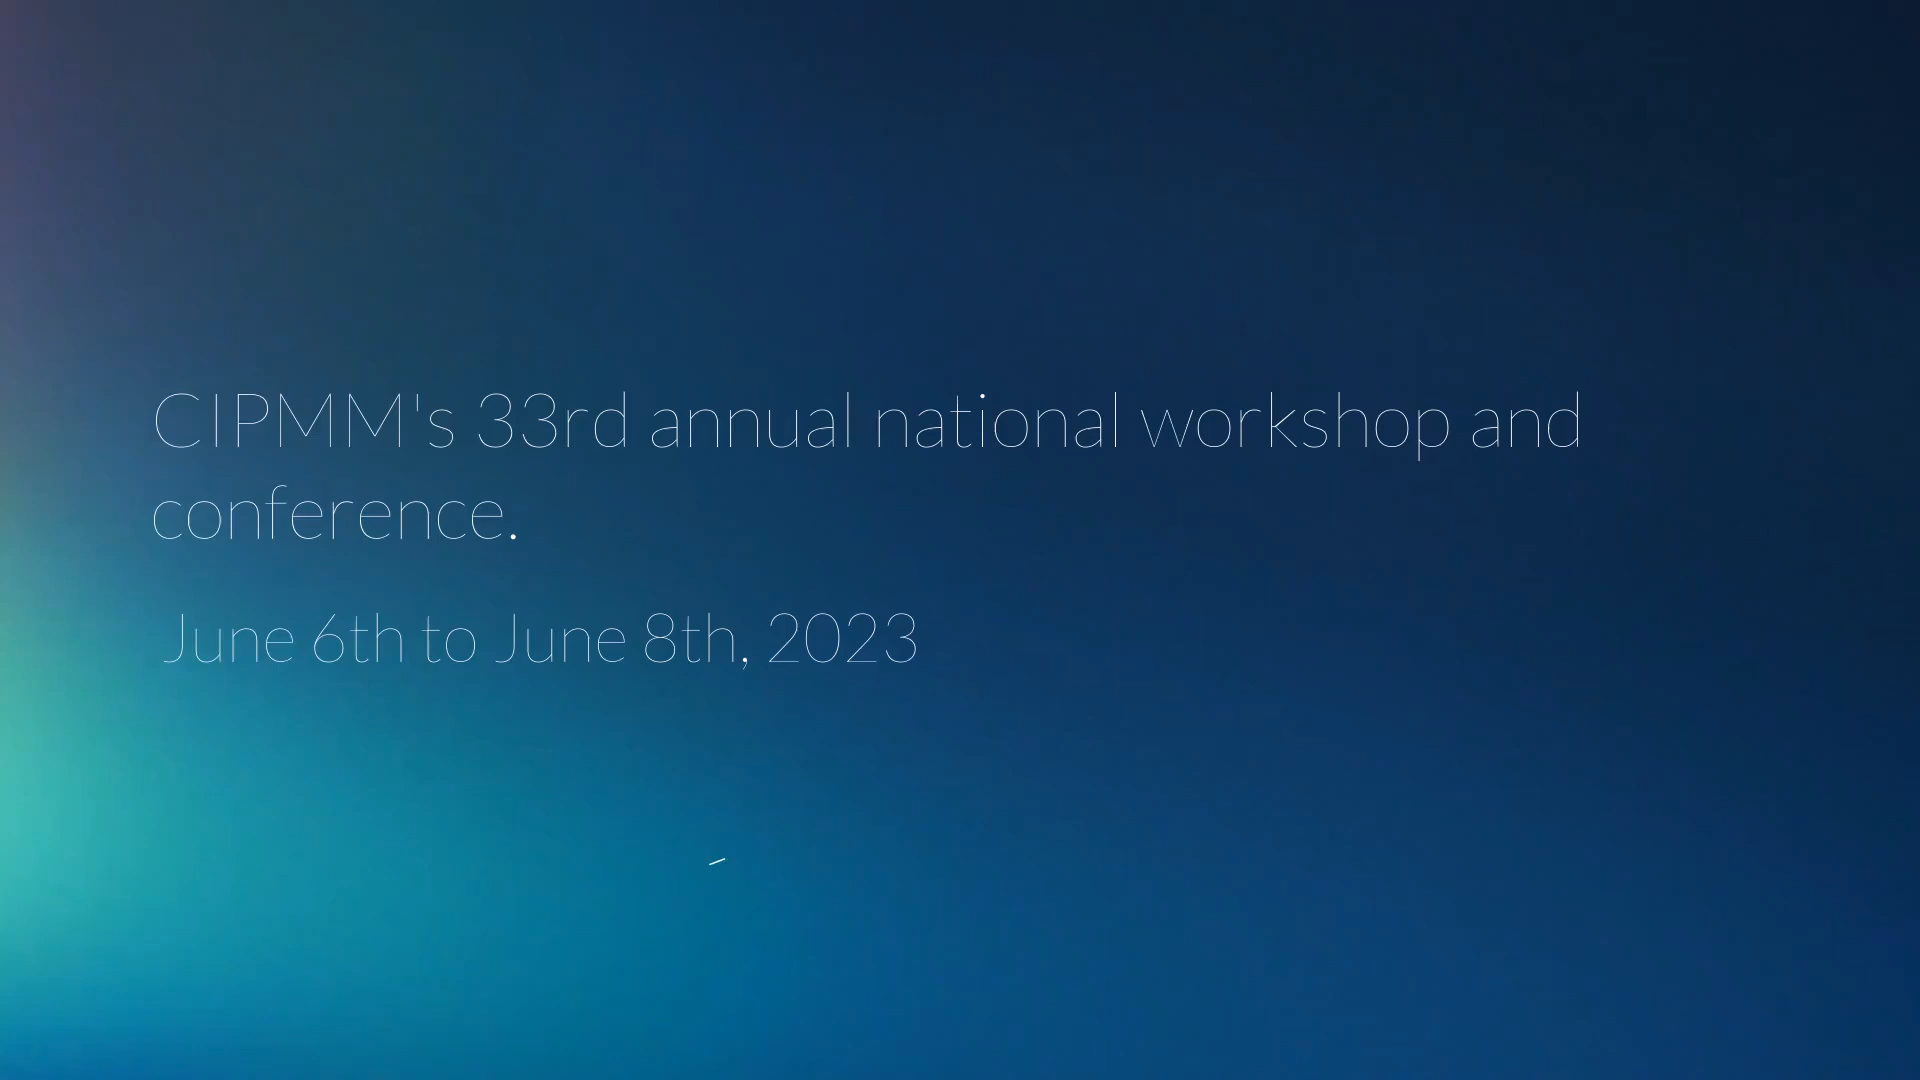 CIPMM's 33rd annual national workshop and
conference.
June 6th to June 8th, 2023